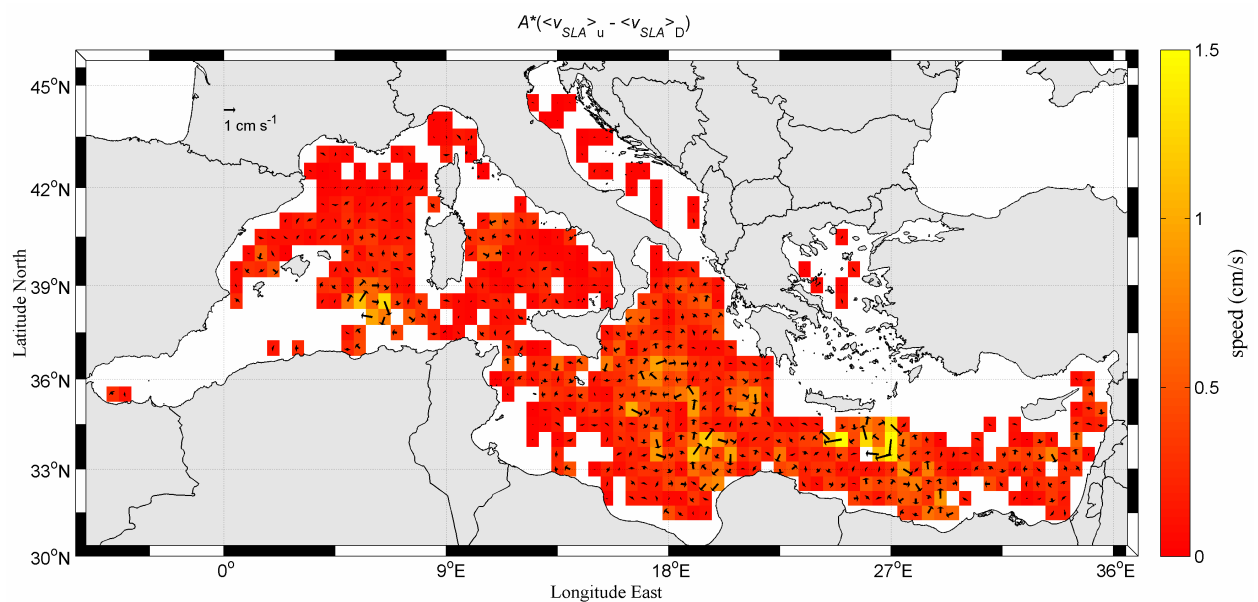 A*(<v_SLA>_u - <v_SLA>_D)
45°N
42°N
39°N
36°N
33°N
30°N
Latitude North
1 cm s⁻¹
0°
9°E
18°E
27°E
36°E
Longitude East
1.5
1
0.5
0
speed (cm/s)